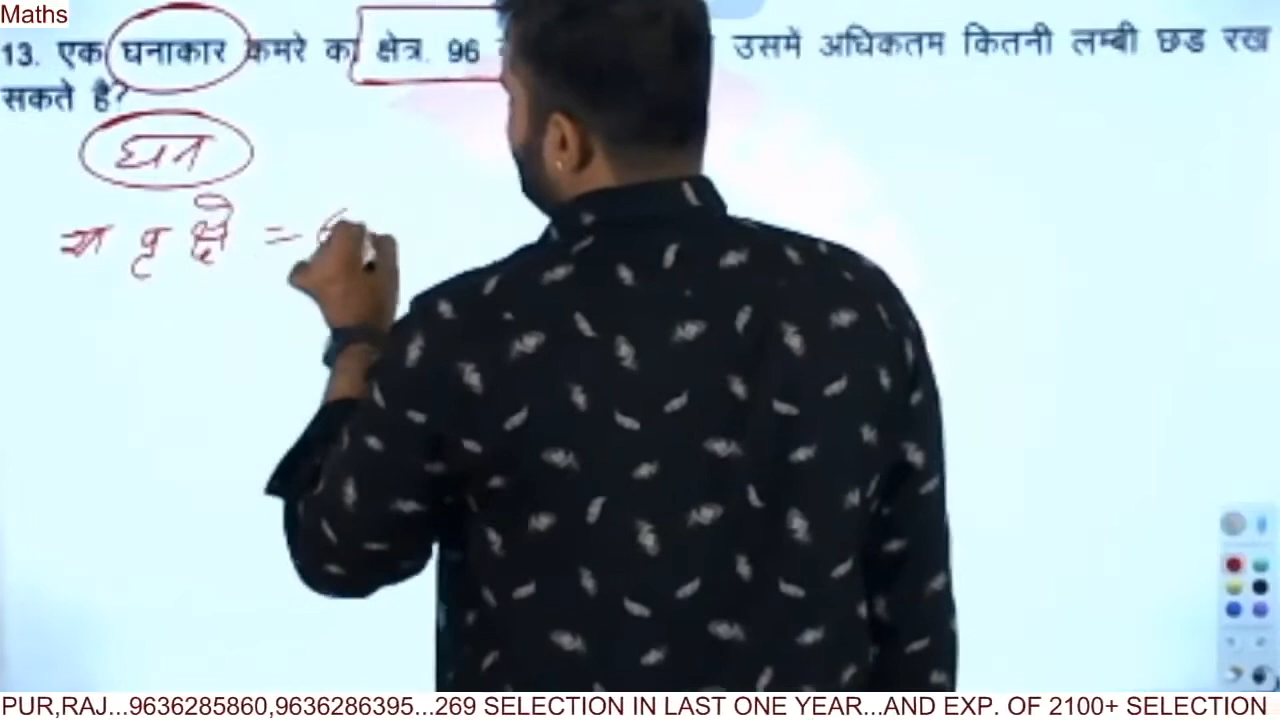 Maths
13. एक घनाकार कमरे का क्षेत्र. 96 उसमें अधिकतम कितनी लम्बी छड रख
सकते है?
घन
स पृ क्षे = 6
PUR,RAJ...9636285860,9636286395...269 SELECTION IN LAST ONE YEAR...AND EXP. OF 2100+ SELECTION